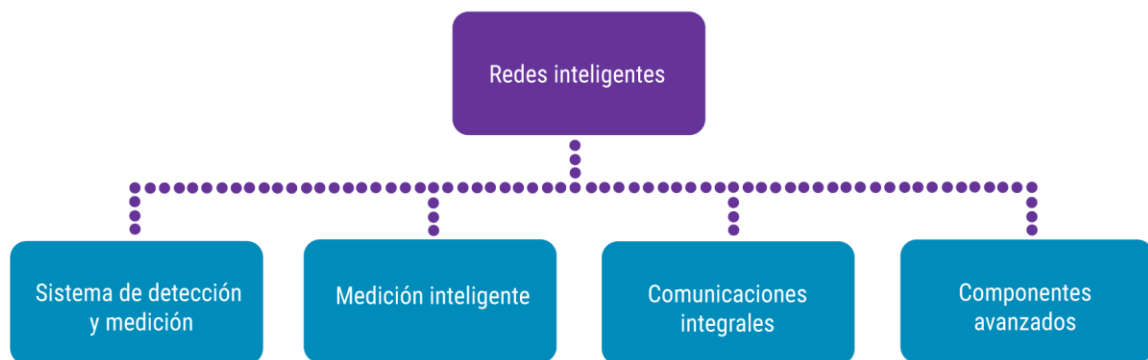 Redes inteligentes
Sistema de detección
y medición
Medición inteligente
Comunicaciones
integrales
Componentes
avanzados